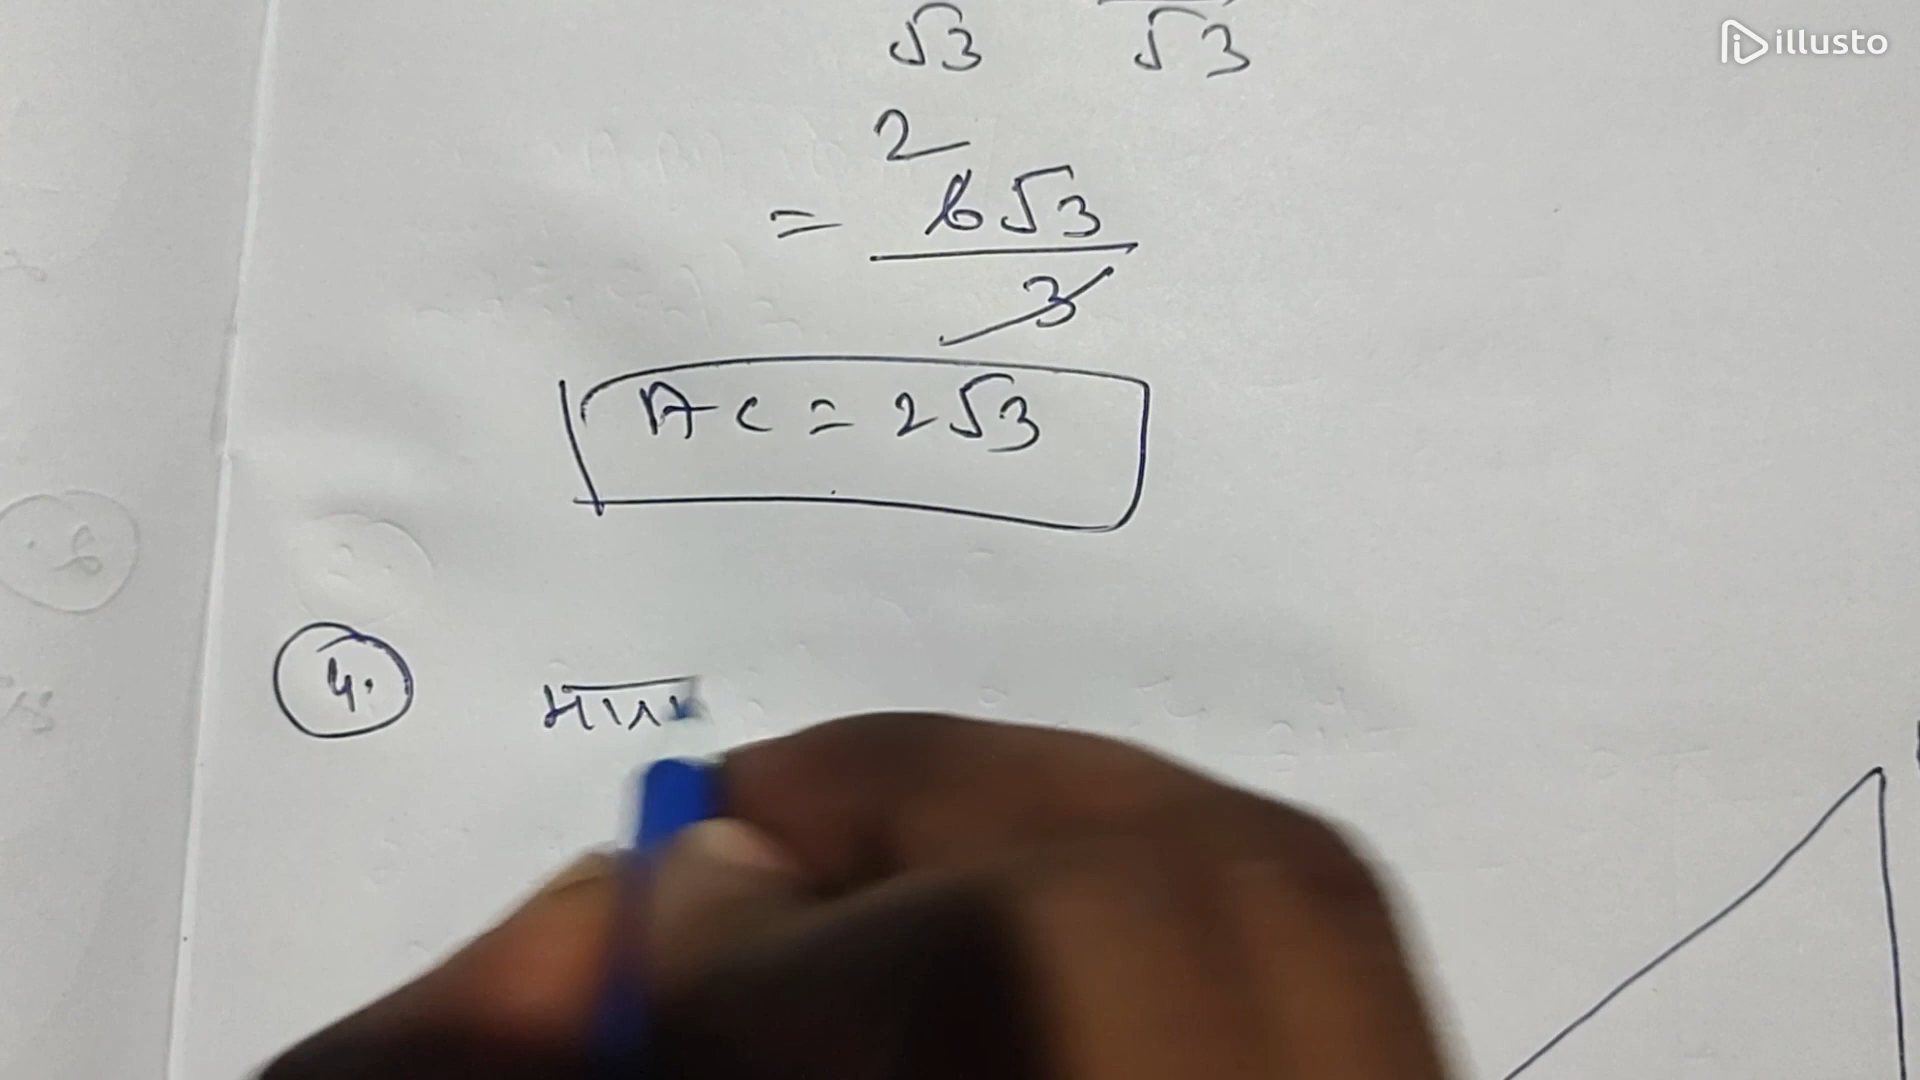 illusto
√3 √3
2
= 6√3
3
AC = 2√3
4.